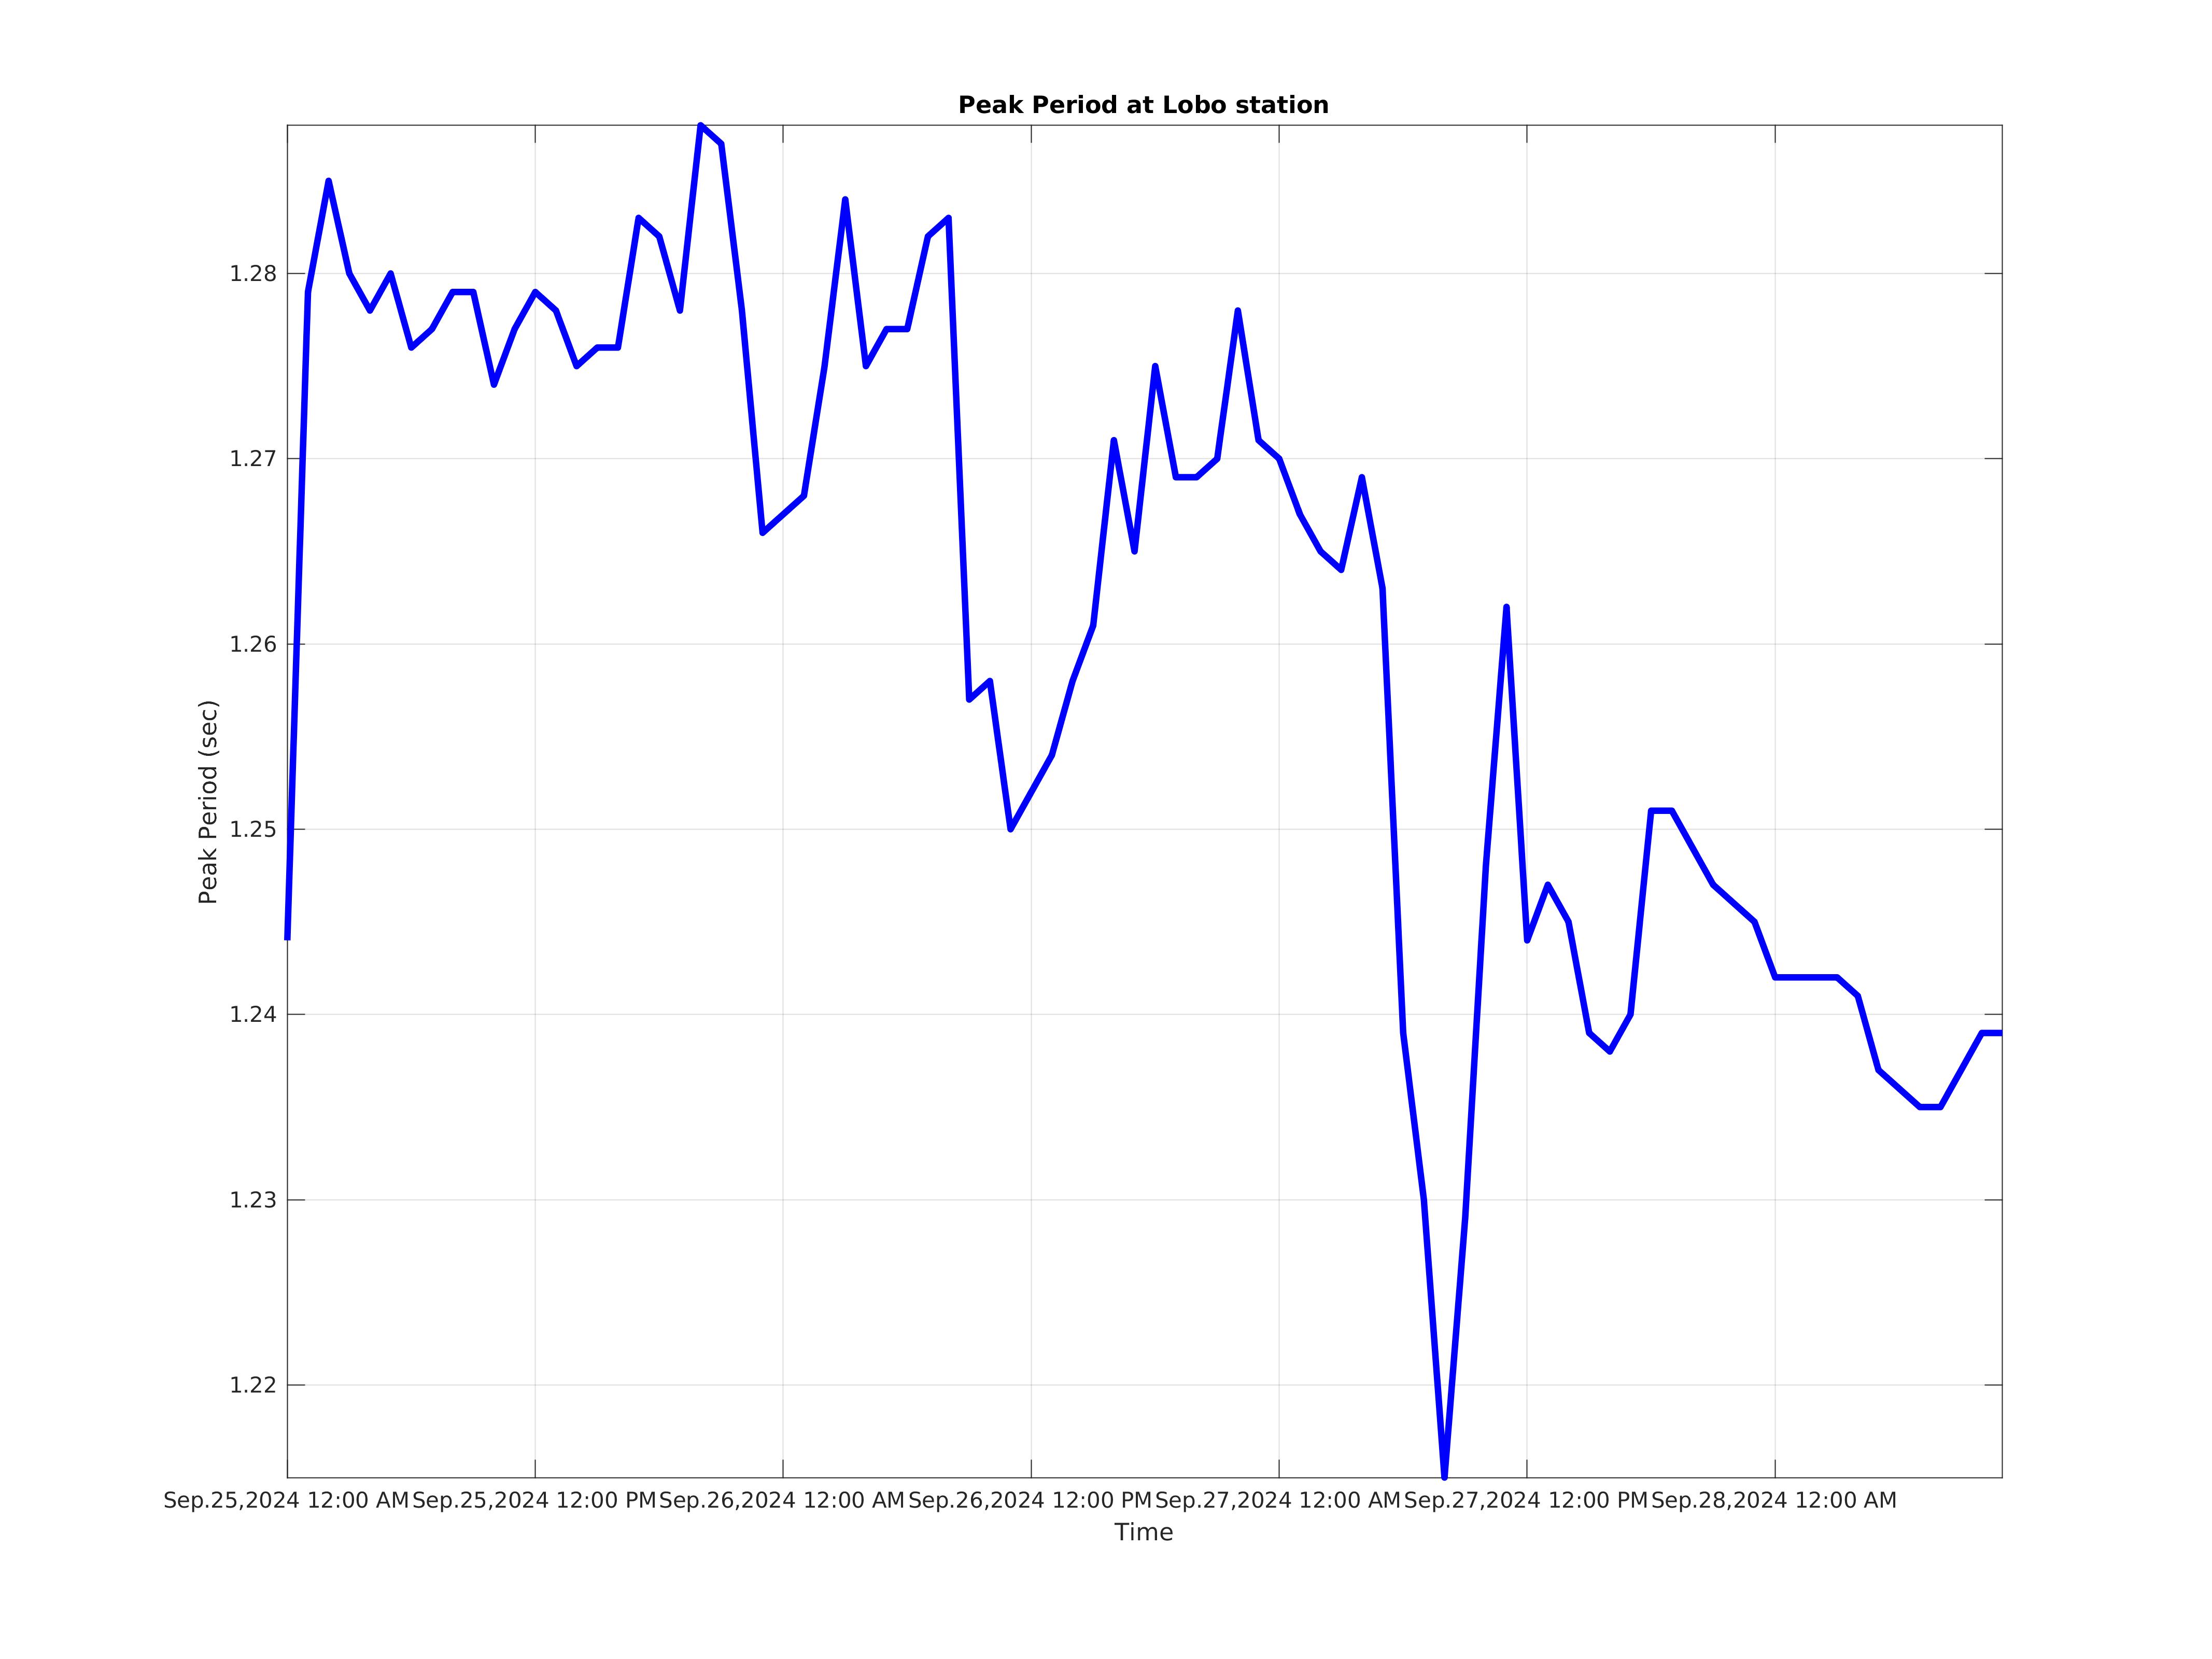 Peak Period at Lobo station
Peak Period (sec)
1.28
1.27
1.26
1.25
1.24
1.23
1.22
Sep.25,2024 12:00 AM Sep.25,2024 12:00 PM Sep.26,2024 12:00 AM Sep.26,2024 12:00 PM Sep.27,2024 12:00 AM Sep.27,2024 12:00 PM Sep.28,2024 12:00 AM
Time